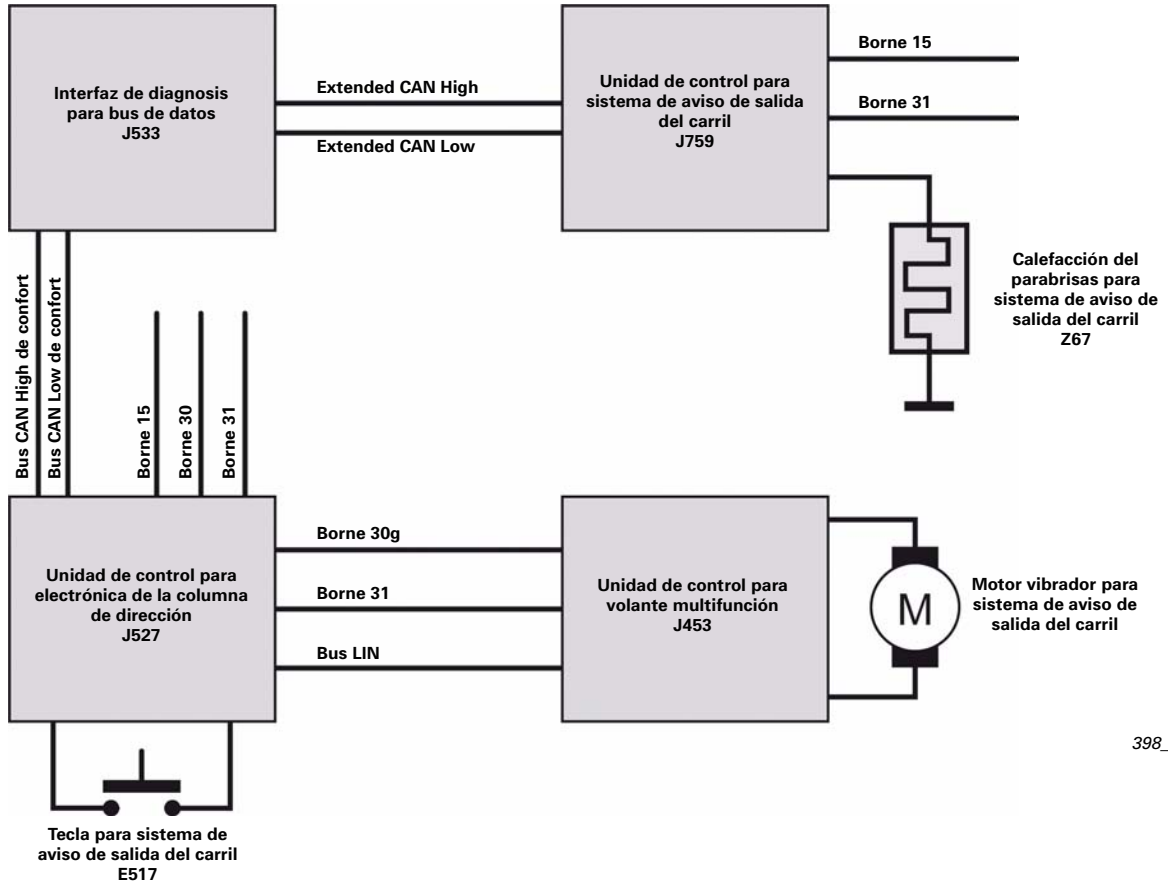 Interfaz de diagnosis
para bus de datos
J533
Extended CAN High
Extended CAN Low
Unidad de control para
sistema de aviso de salida
del carril
J759
Borne 15
Borne 31
Calefacción del
parabrisas para
sistema de aviso de
salida del carril
Z67
Bus CAN High de confort
Bus CAN Low de confort
Borne 15
Borne 30
Borne 31
Unidad de control para
electrónica de la columna
de dirección
J527
Borne 30g
Borne 31
Bus LIN
Unidad de control para
volante multifunción
J453
M
Motor vibrador para
sistema de aviso de
salida del carril
398_
Tecla para sistema de
aviso de salida del carril
E517